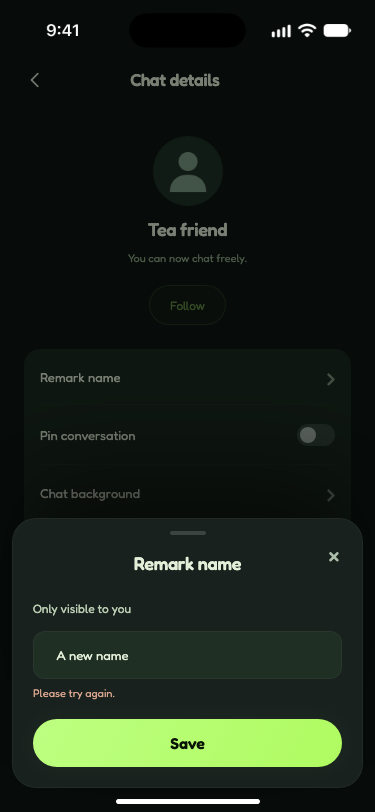 9:41
Chat details
Tea friend
You can now chat freely.
Follow
Remark name
Pin conversation
Chat background
Remark name
Only visible to you
A new name
Please try again.
Save